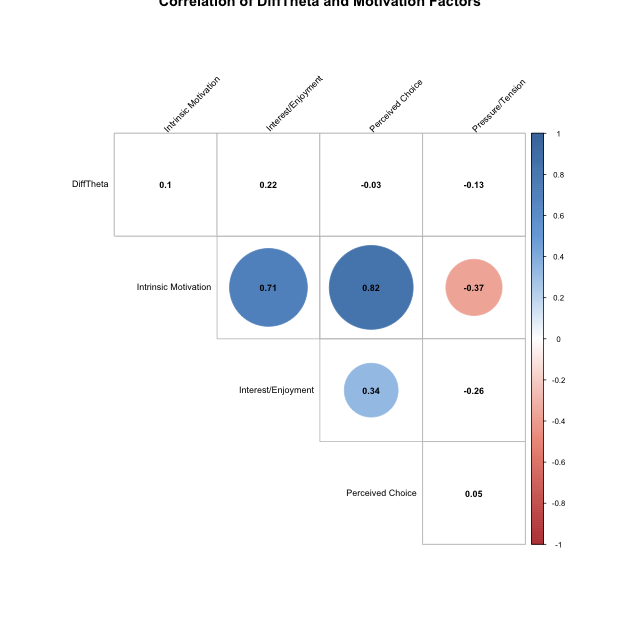 Correlation of DiffTheta and Motivation Factors
Intrinsic Motivation
Interest/Enjoyment
Perceived Choice
Pressure/Tension
DiffTheta
0.1
0.22
-0.03
-0.13
Intrinsic Motivation
0.71
0.82
-0.37
Interest/Enjoyment
0.34
-0.26
Perceived Choice
0.05
1
0.8
0.6
0.4
0.2
0
-0.2
-0.4
-0.6
-0.8
-1